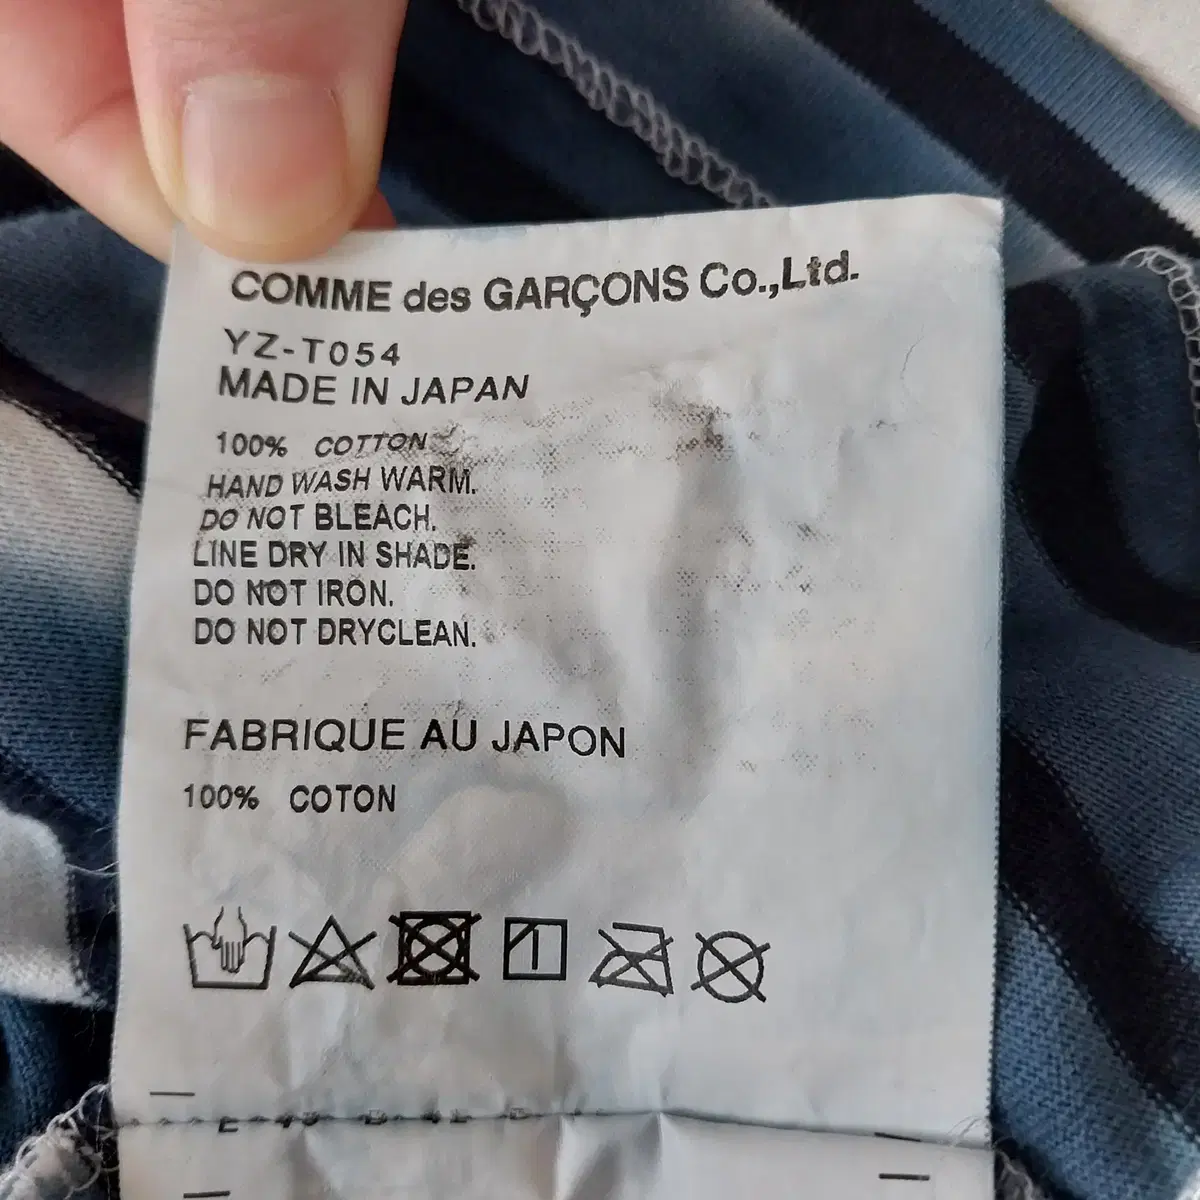 COMME des GARÇONS Co.,Ltd.
YZ-T054
MADE IN JAPAN
100% COTTON
HAND WASH WARM.
DO NOT BLEACH.
LINE DRY IN SHADE.
DO NOT IRON.
DO NOT DRYCLEAN.
FABRIQUE AU JAPON
100% COTON